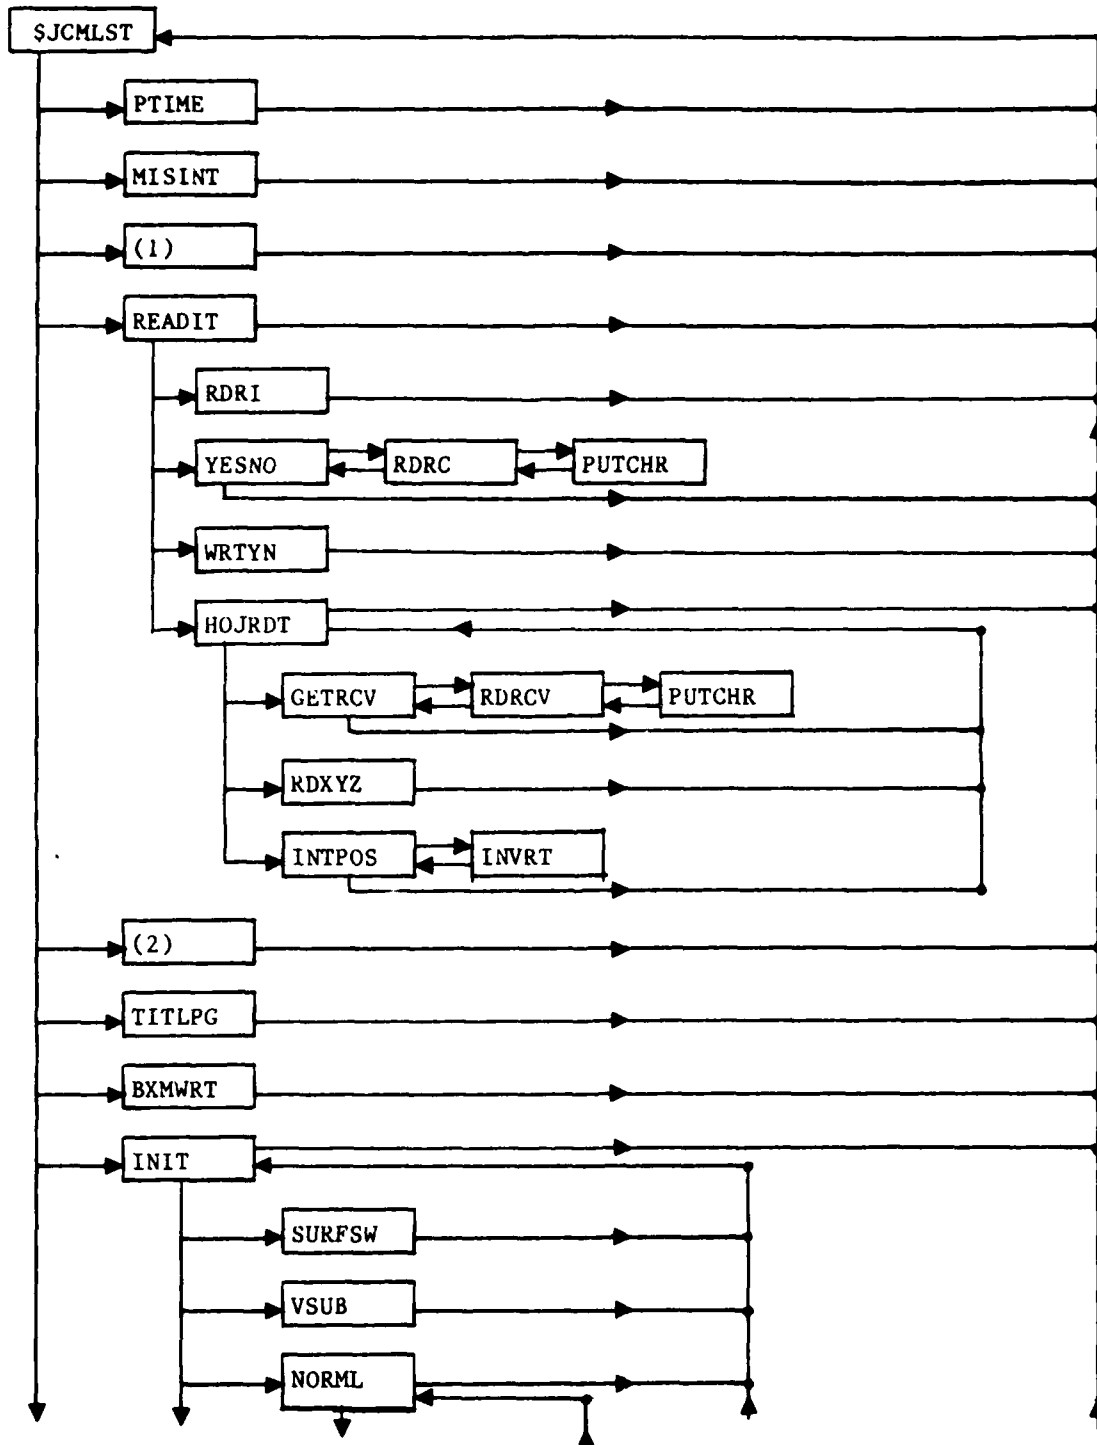 $JCMLST
PTIME
MISINT
(1)
READIT
RDRI
YESNO RDRC PUTCHR
WRTYN
HOJRDT
GETRCV RDRCV PUTCHR
RDXYZ
INTPOS INVRT
(2)
TITLPG
BXMWRT
INIT
SURFSW
VSUB
NORML